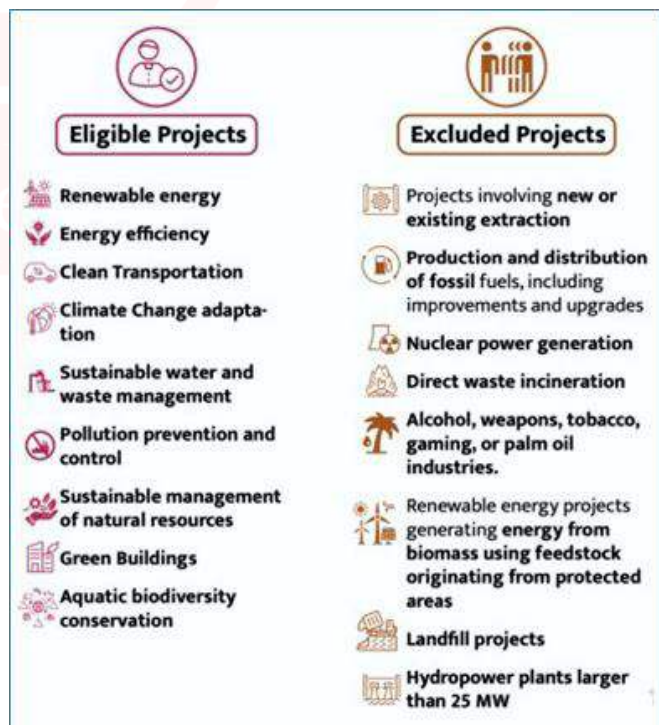 Eligible Projects
Renewable energy
Energy efficiency
Clean Transportation
Climate Change adapta-
tion
Sustainable water and
waste management
Pollution prevention and
control
Sustainable management
of natural resources
Green Buildings
Aquatic biodiversity
conservation
Excluded Projects
Projects involving new or
existing extraction
Production and distribution
of fossil fuels, including
improvements and upgrades
Nuclear power generation
Direct waste incineration
Alcohol, weapons, tobacco,
gaming, or palm oil
industries.
Renewable energy projects
generating energy from
biomass using feedstock
originating from protected
areas
Landfill projects
Hydropower plants larger
than 25 MW